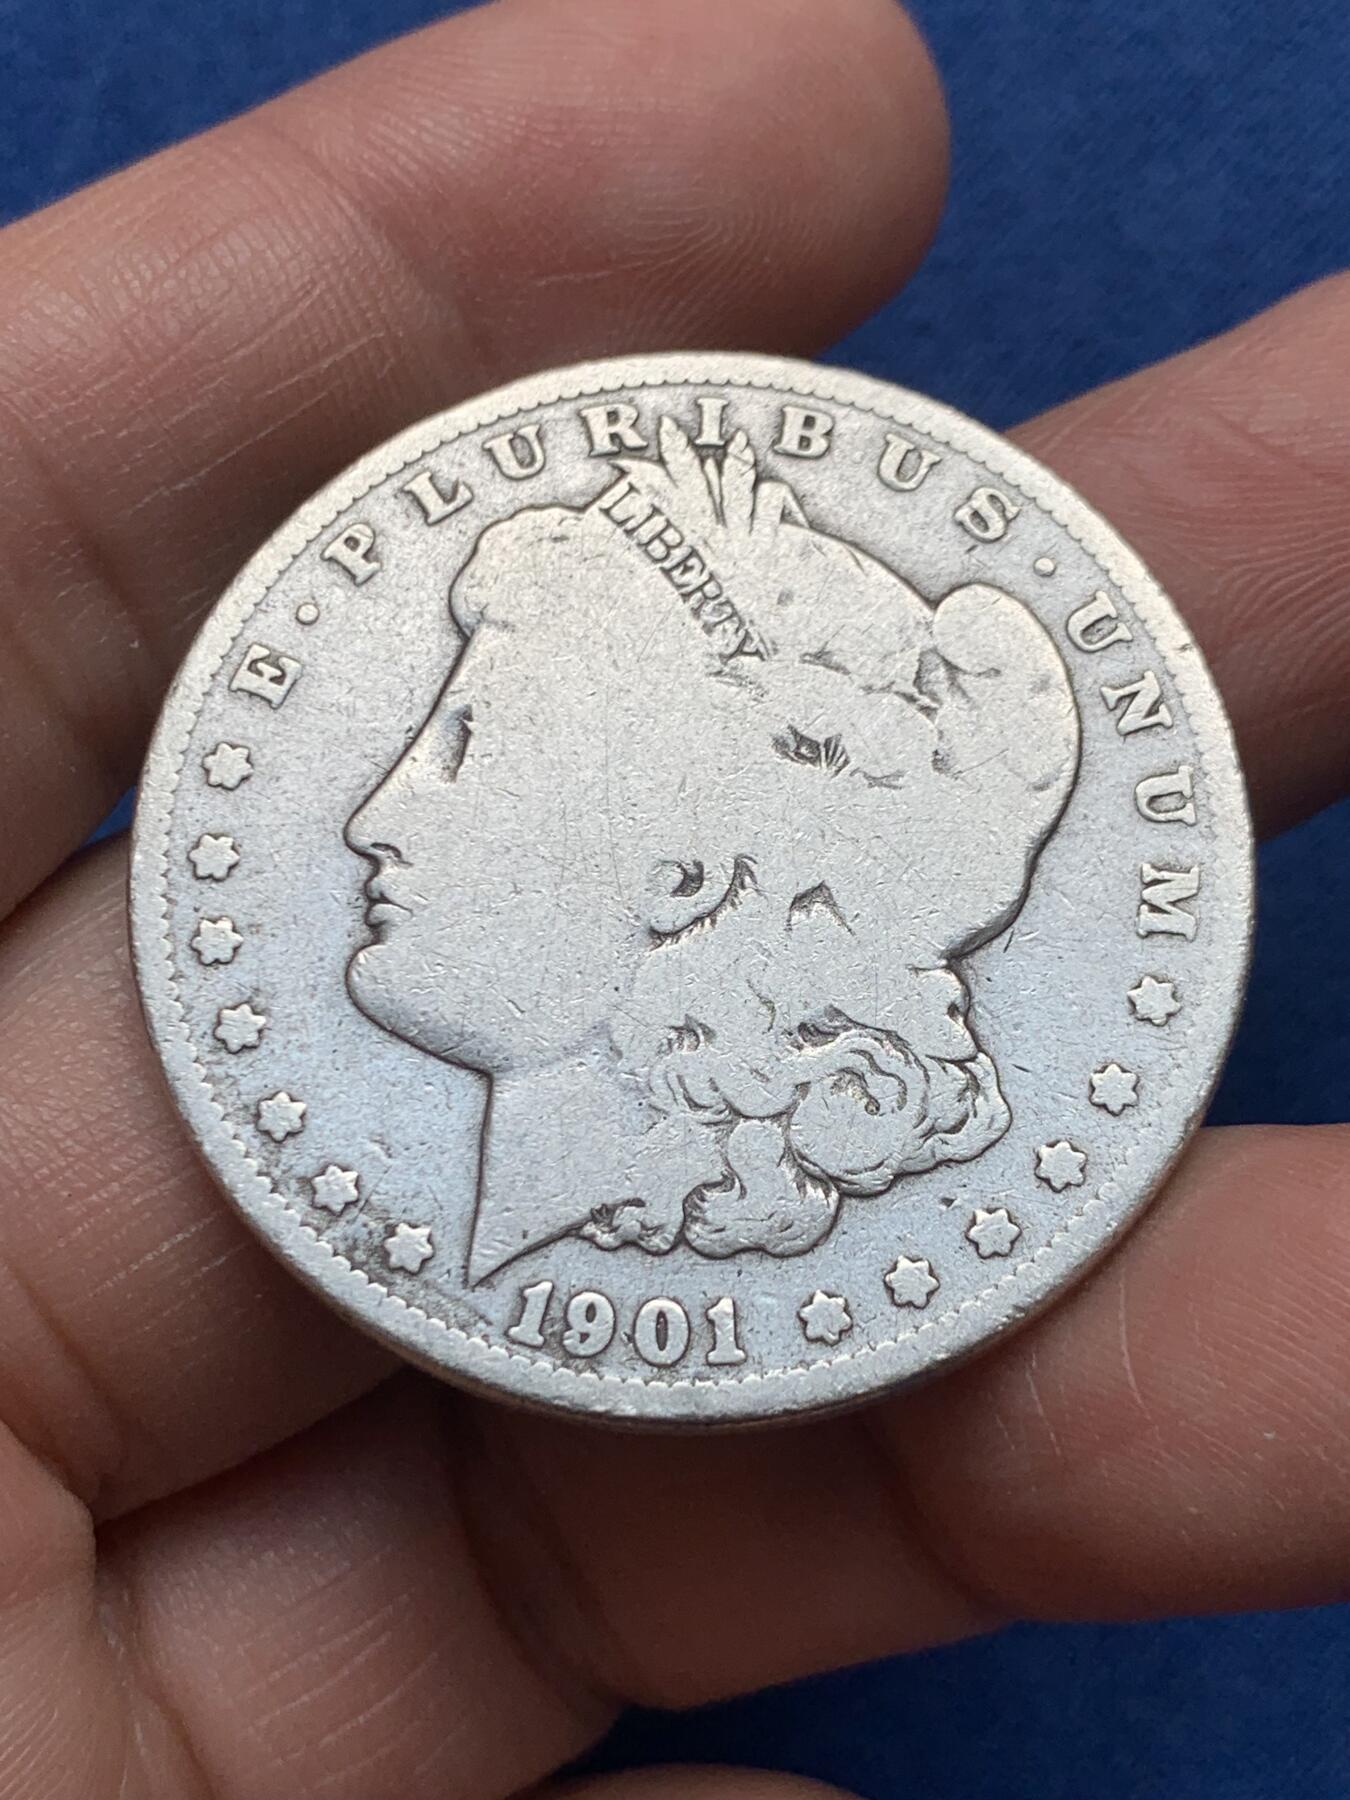 E · PLURIBUS · UNUM
LIBERTY
1901